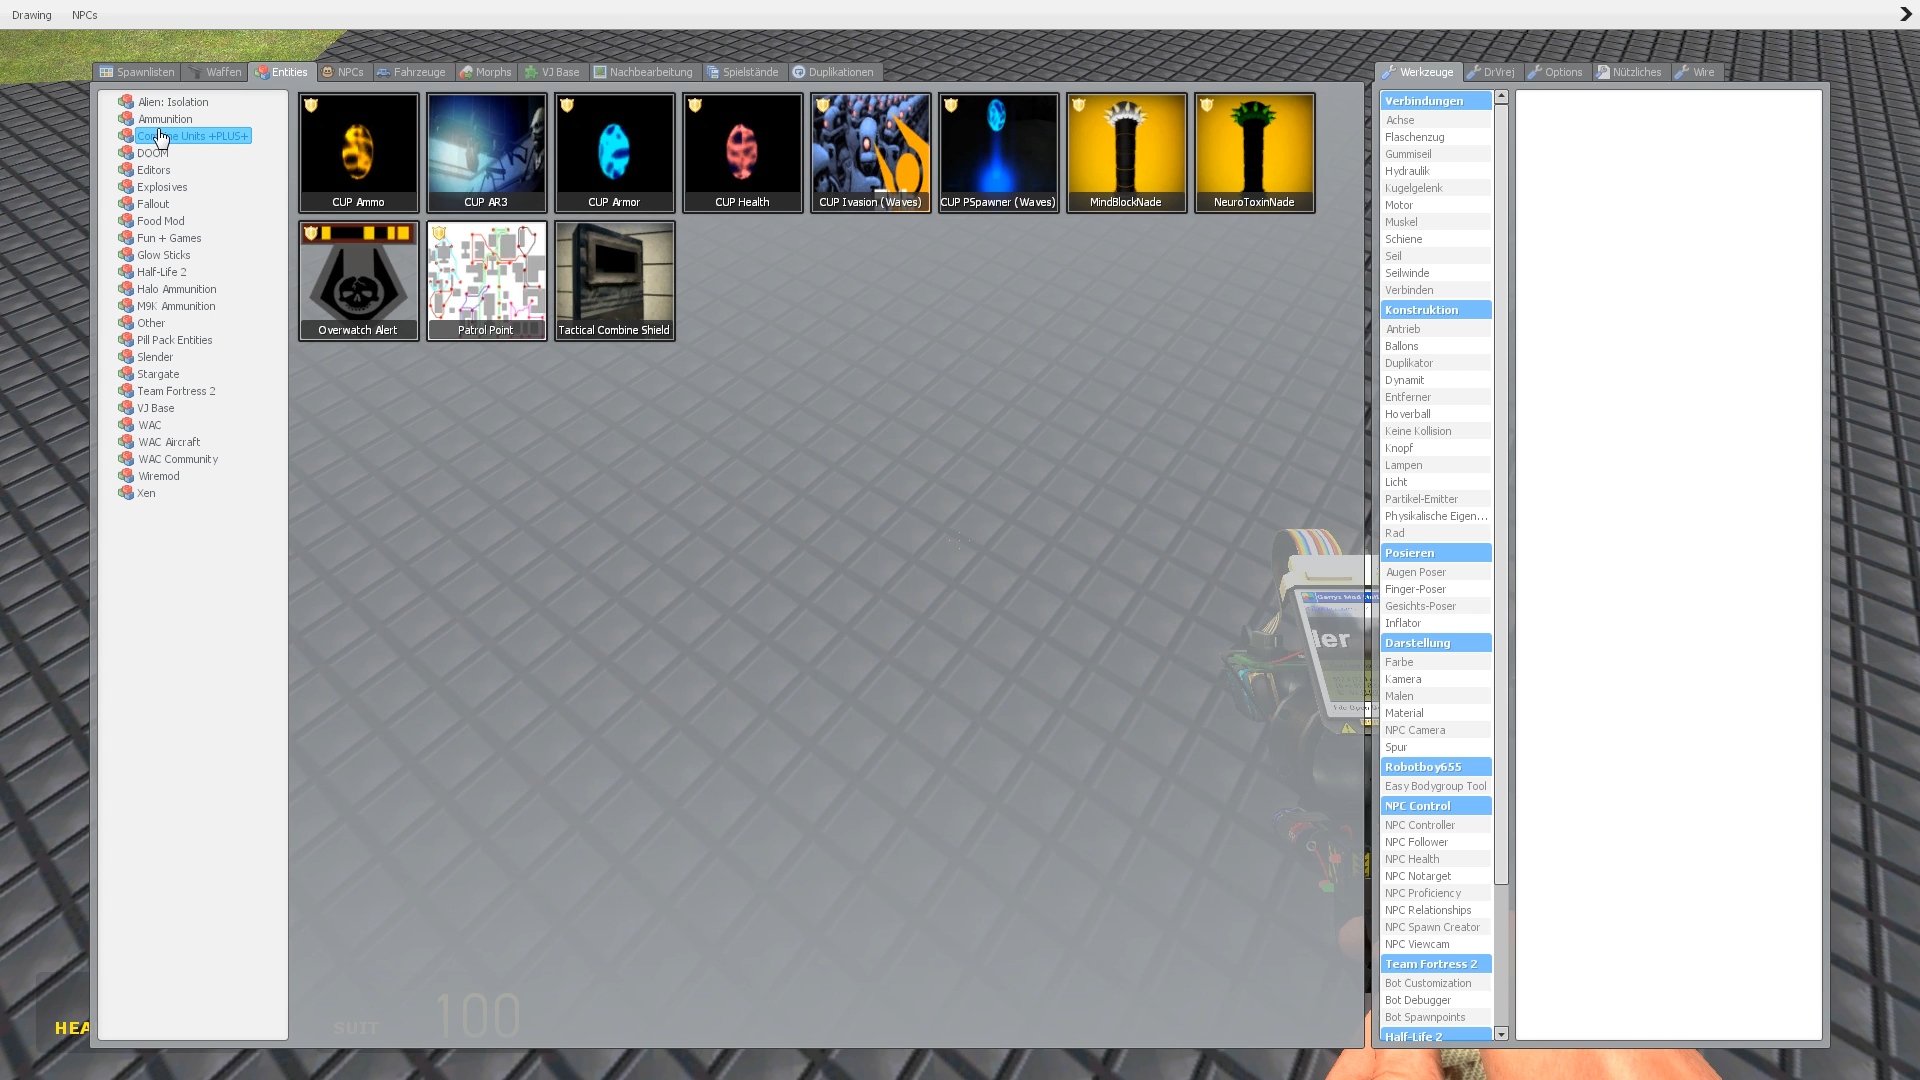 Drawing NPCs
Spawnlisten Waffen Entities NPCs Fahrzeuge Morphs VJ Base Nachbearbeitung Spielstände Duplikationen
Alien: Isolation
Ammunition
Units +PLUS+
DOOM
Editors
Explosives
Fallout
Food Mod
Fun + Games
Glow Sticks
Half-Life 2
Halo Ammunition
M9K Ammunition
Other
Pill Pack Entities
Slender
Stargate
Team Fortress 2
VJ Base
WAC
WAC Aircraft
WAC Community
Wiremod
Xen
CUP Ammo
CUP AR3
CUP Armor
CUP Health
CUP Ivasion (Waves)
CUP PSpawner (Waves)
MindBlockNade
NeuroToxinNade
Overwatch Alert
Patrol Point
Tactical Combine Shield
ler
HEA
SUIT 100
Werkzeuge DrVrej Options Nützliches Wire
Verbindungen
Achse
Flaschenzug
Gummiseil
Hydraulik
Kugelgelenk
Motor
Muskel
Schiene
Seil
Seilwinde
Verbinden
Konstruktion
Antrieb
Ballons
Duplikator
Dynamit
Entferner
Hoverball
Keine Kollision
Knopf
Lampen
Licht
Partikel-Emitter
Physikalische Eigen...
Rad
Posieren
Augen Poser
Finger-Poser
Gesichts-Poser
Inflator
Darstellung
Farbe
Kamera
Malen
Material
NPC Camera
Spur
Robotboy655
Easy Bodygroup Tool
NPC Control
NPC Controller
NPC Follower
NPC Health
NPC Notarget
NPC Proficiency
NPC Relationships
NPC Spawn Creator
NPC Viewcam
Team Fortress 2
Bot Customization
Bot Debugger
Bot Spawnpoints
Half-Life 2